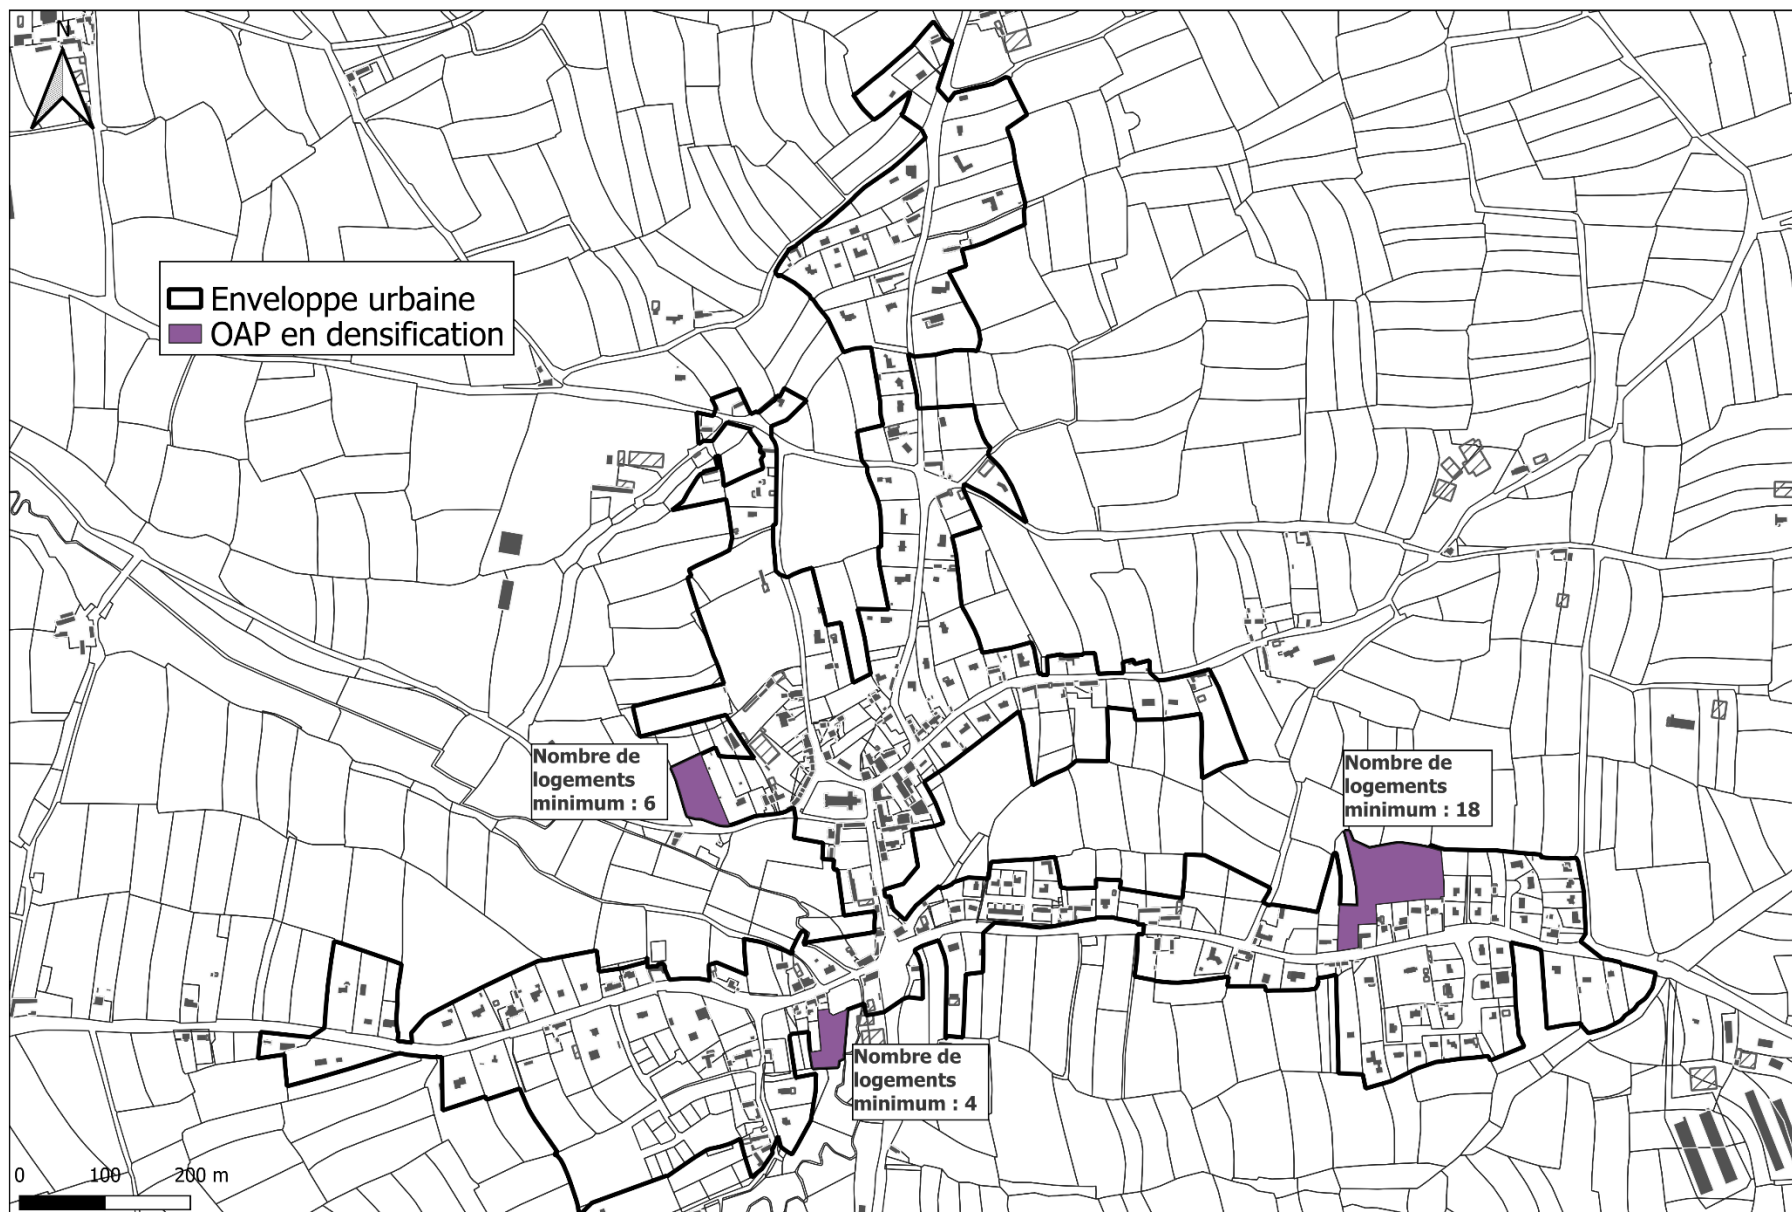 N
Enveloppe urbaine
OAP en densification
Nombre de
logements
minimum : 6
Nombre de
logements
minimum : 18
Nombre de
logements
minimum : 4
0 100 200 m